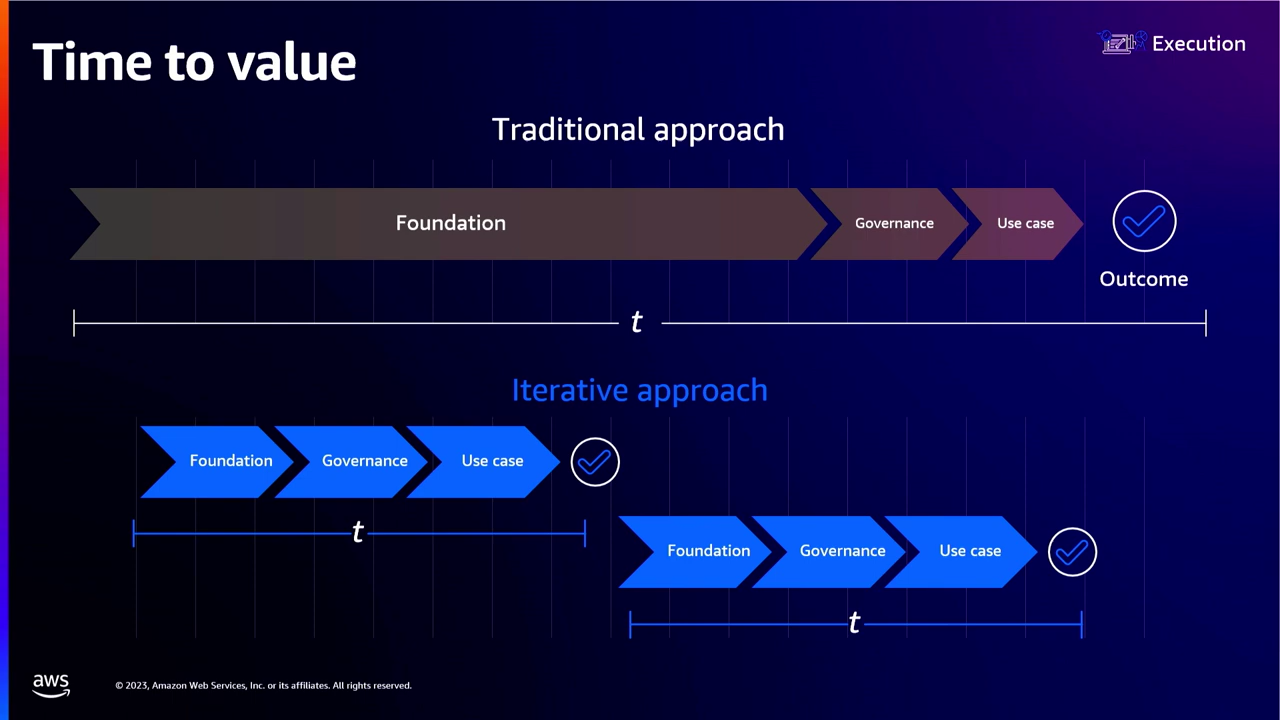 Time to value
Execution
Traditional approach
Foundation
Governance
Use case
Outcome
t
Iterative approach
Foundation
Governance
Use case
t
Foundation
Governance
Use case
t
aws
© 2023, Amazon Web Services, Inc. or its affiliates. All rights reserved.